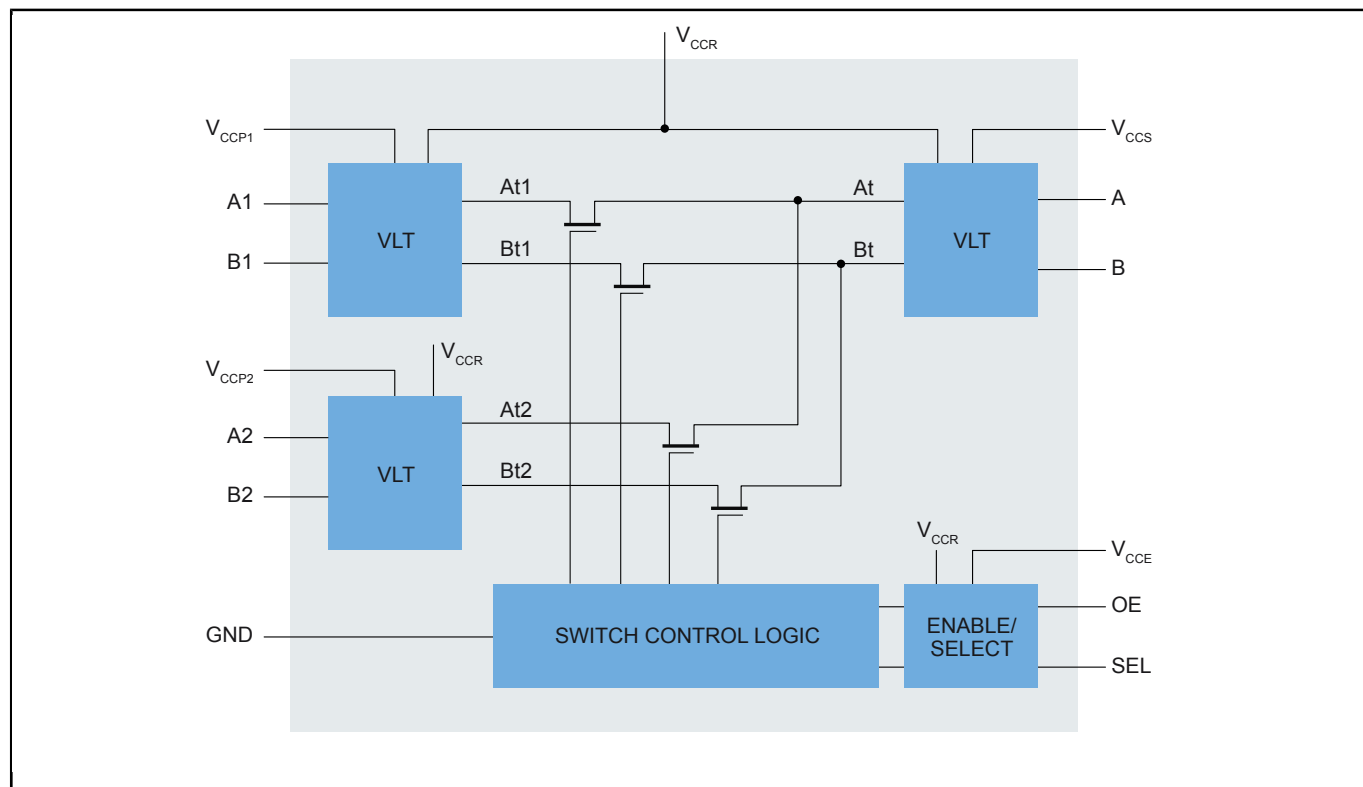 VCCR
VCCP1
VCCS
A1
At1
At
A
VLT
VLT
B1
Bt1
Bt
B
VCCP2
VCCR
A2
At2
VLT
B2
Bt2
VCCR
VCCE
OE
GND
SWITCH CONTROL LOGIC
ENABLE/
SELECT
SEL